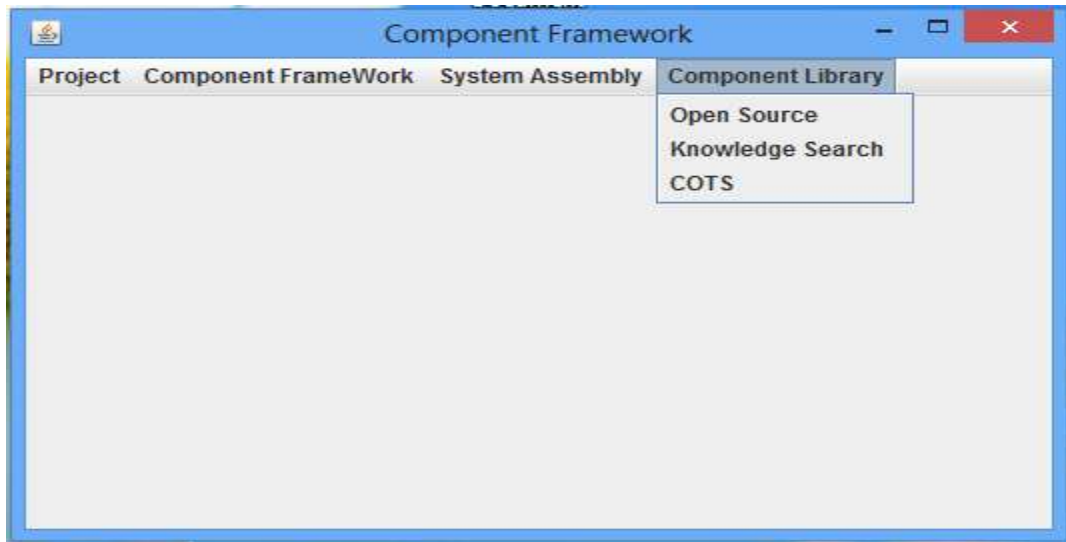 Component Framework
Project Component FrameWork System Assembly Component Library
Open Source
Knowledge Search
COTS